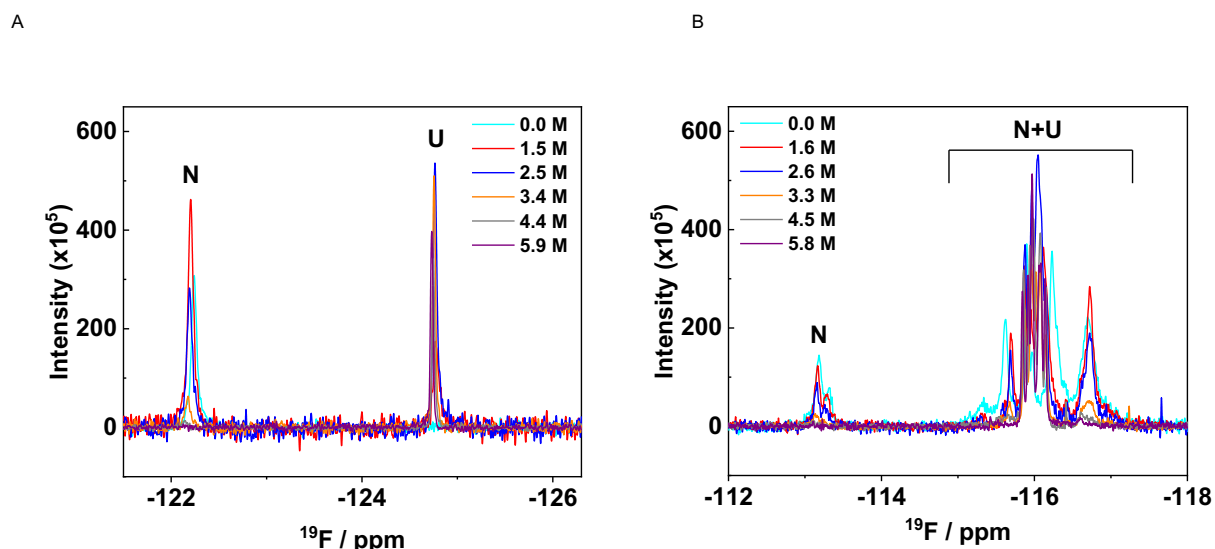 A
B
Intensity (x10⁵)
600
400
200
0
N
U
0.0 M
1.5 M
2.5 M
3.4 M
4.4 M
5.9 M
-122
-124
-126
¹⁹F / ppm
Intensity (x10⁵)
600
400
200
0
0.0 M
1.6 M
2.6 M
3.3 M
4.5 M
5.8 M
N+U
N
-112
-114
-116
-118
¹⁹F / ppm